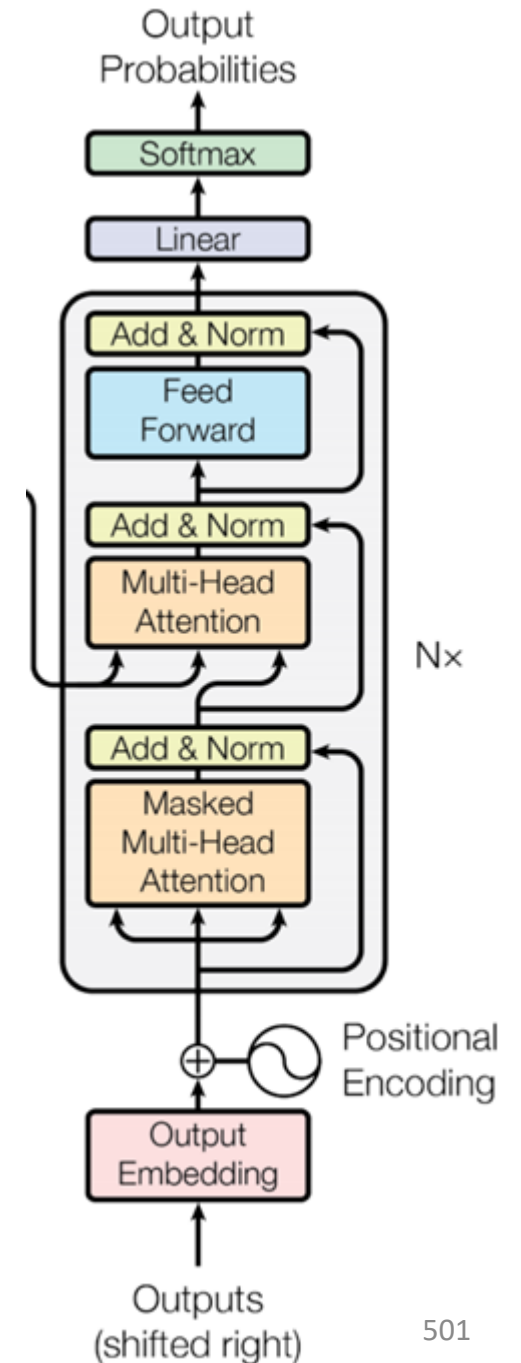 Output
Probabilities
Softmax
Linear
Add & Norm
Feed
Forward
Add & Norm
Multi-Head
Attention
N×
Add & Norm
Masked
Multi-Head
Attention
Positional
Encoding
Output
Embedding
Outputs
(shifted right)
501